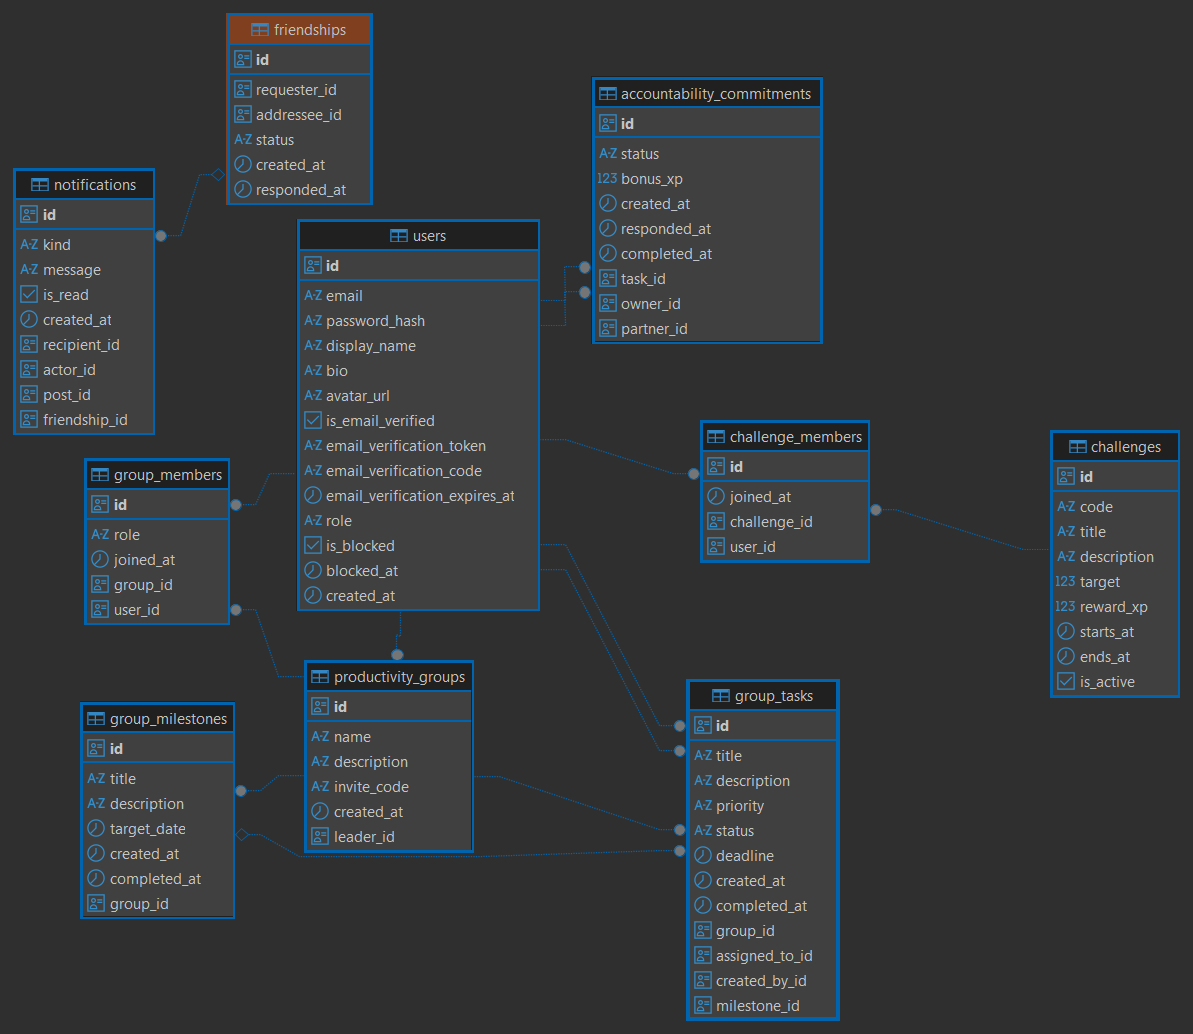 friendships
id
requester_id
addressee_id
A-Z status
created_at
responded_at
accountability_commitments
id
A-Z status
123 bonus_xp
created_at
responded_at
completed_at
task_id
owner_id
partner_id
notifications
id
A-Z kind
A-Z message
is_read
created_at
recipient_id
actor_id
post_id
friendship_id
users
id
A-Z email
A-Z password_hash
A-Z display_name
A-Z bio
A-Z avatar_url
is_email_verified
A-Z email_verification_token
A-Z email_verification_code
email_verification_expires_at
A-Z role
is_blocked
blocked_at
created_at
challenge_members
id
joined_at
challenge_id
user_id
challenges
id
A-Z code
A-Z title
A-Z description
123 target
123 reward_xp
starts_at
ends_at
is_active
group_members
id
A-Z role
joined_at
group_id
user_id
productivity_groups
id
A-Z name
A-Z description
A-Z invite_code
created_at
leader_id
group_milestones
id
A-Z title
A-Z description
target_date
created_at
completed_at
group_id
group_tasks
id
A-Z title
A-Z description
A-Z priority
A-Z status
deadline
created_at
completed_at
group_id
assigned_to_id
created_by_id
milestone_id